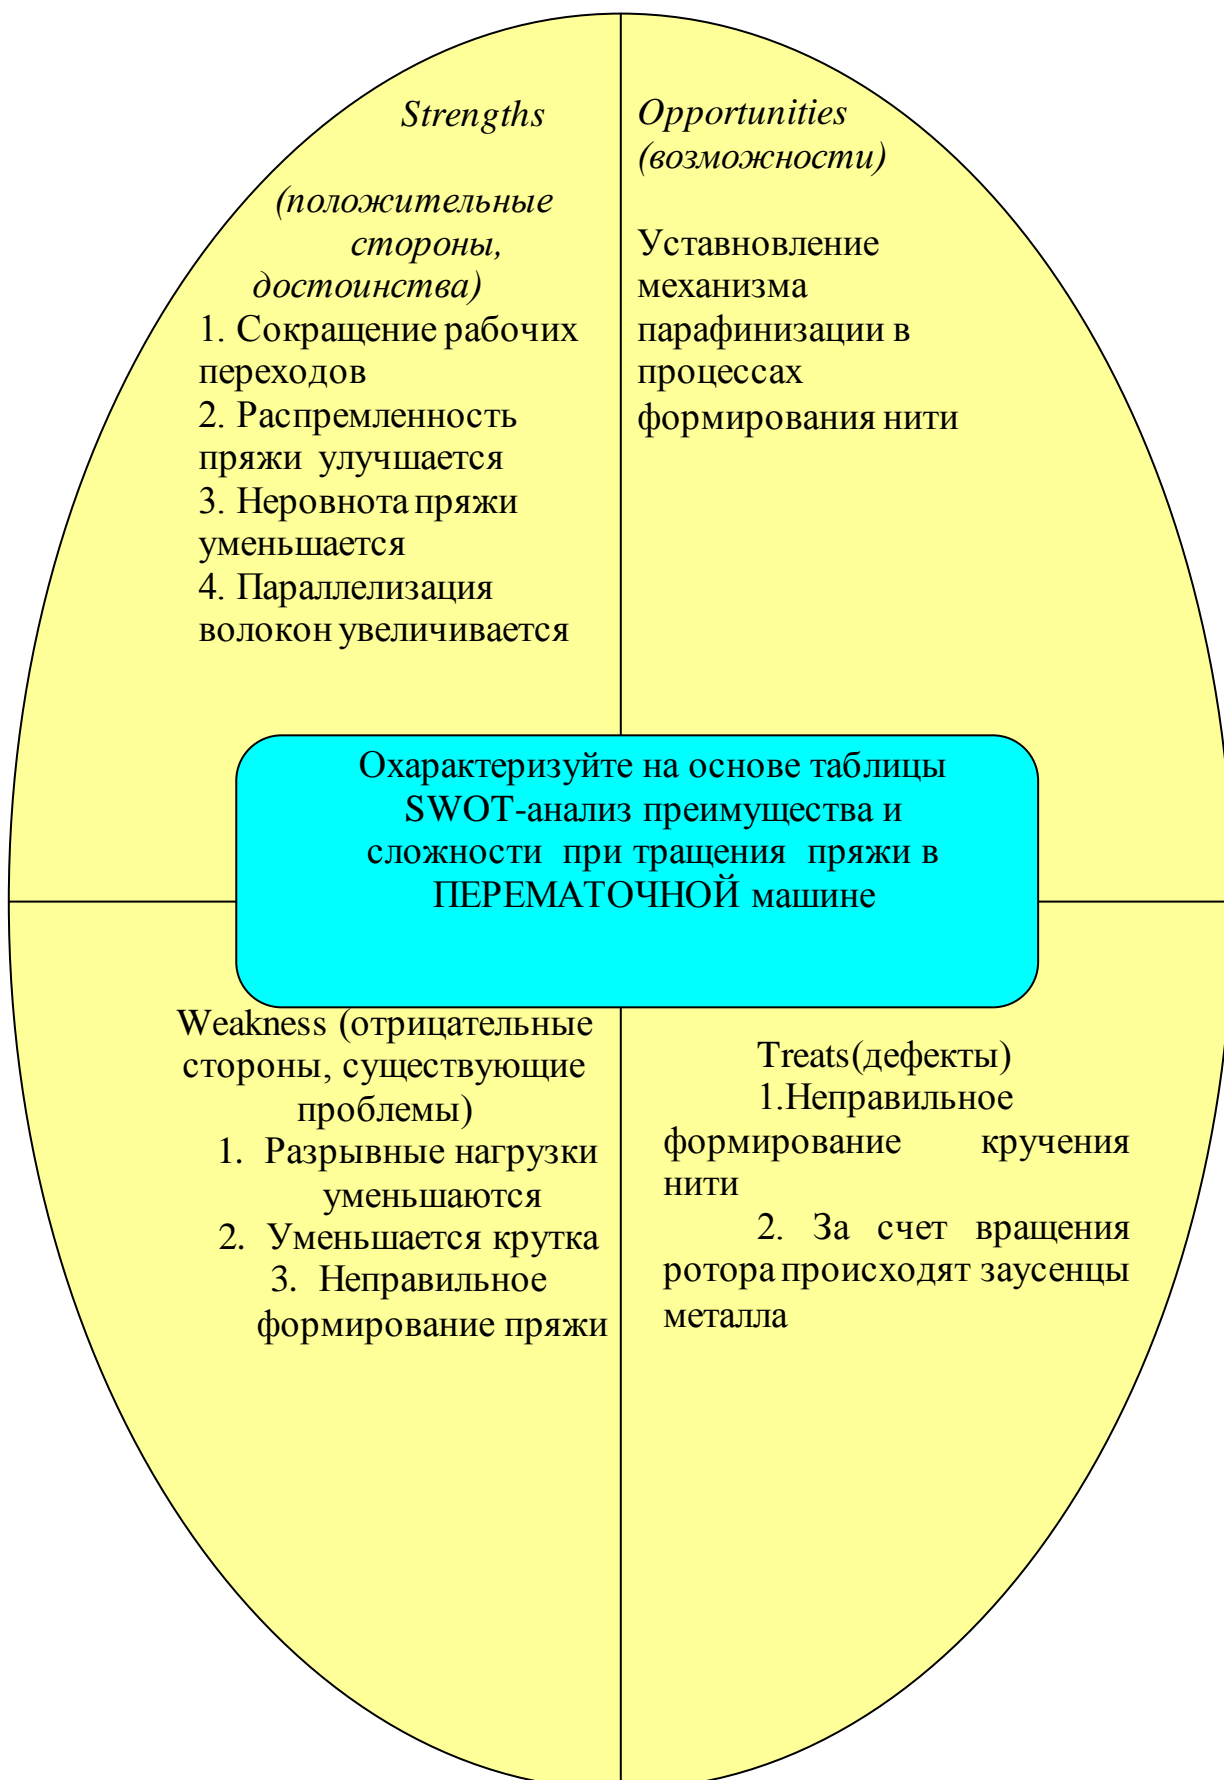 Strengths
(положительные
стороны,
достоинства)
1. Сокращение рабочих
переходов
2. Распремленность
пряжи улучшается
3. Неровнота пряжи
уменьшается
4. Параллелизация
волокон увеличивается
Opportunities
(возможности)
Уставновление
механизма
парафинизации в
процессах
формирования нити
Охарактеризуйте на основе таблицы
SWOT-анализ преимущества и
сложности при тращения пряжи в
ПЕРЕМАТОЧНОЙ машине
Weakness (отрицательные
стороны, существующие
проблемы)
1. Разрывные нагрузки
уменьшаются
2. Уменьшается крутка
3. Неправильное
формирование пряжи
Treats(дефекты)
1.Неправильное
формирование кручения
нити
2. За счет вращения
ротора происходят заусенцы
металла